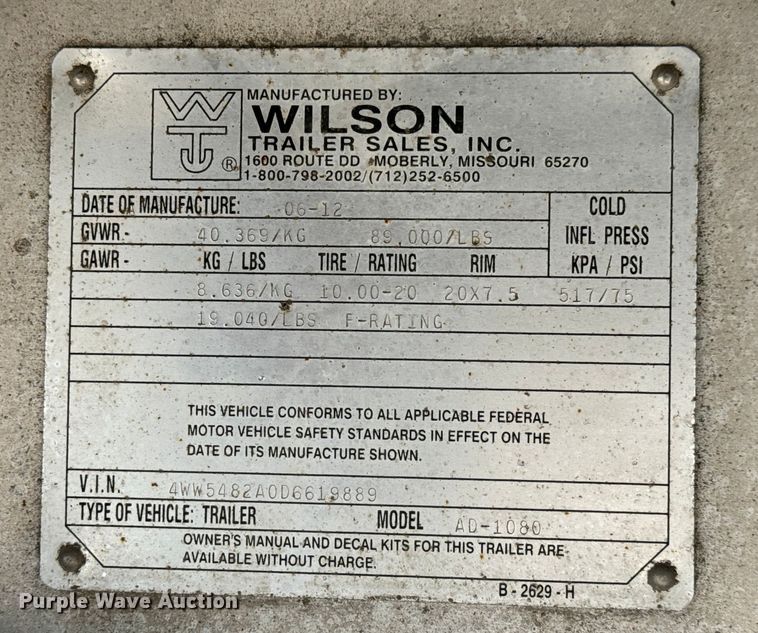 MANUFACTURED BY:
WILSON
TRAILER SALES, INC.
1600 ROUTE DD MOBERLY, MISSOURI 65270
1-800-798-2002/(712)252-6500
WT ®
DATE OF MANUFACTURE: 06-12 COLD
GVWR- 40.369/KG 89.000/LBS INFL PRESS
GAWR- KG / LBS TIRE / RATING RIM KPA / PSI
8.636/KG 10.00-20 20X7.5 517/75
19.040/LBS F-RATING
THIS VEHICLE CONFORMS TO ALL APPLICABLE FEDERAL
MOTOR VEHICLE SAFETY STANDARDS IN EFFECT ON THE
DATE OF ITS MANUFACTURE SHOWN.
V.I.N. 4WW5482A0D6619889
TYPE OF VEHICLE: TRAILER MODEL AD-1080
OWNER'S MANUAL AND DECAL KITS FOR THIS TRAILER ARE
AVAILABLE WITHOUT CHARGE.
B - 2629 - H
Purple Wave Auction